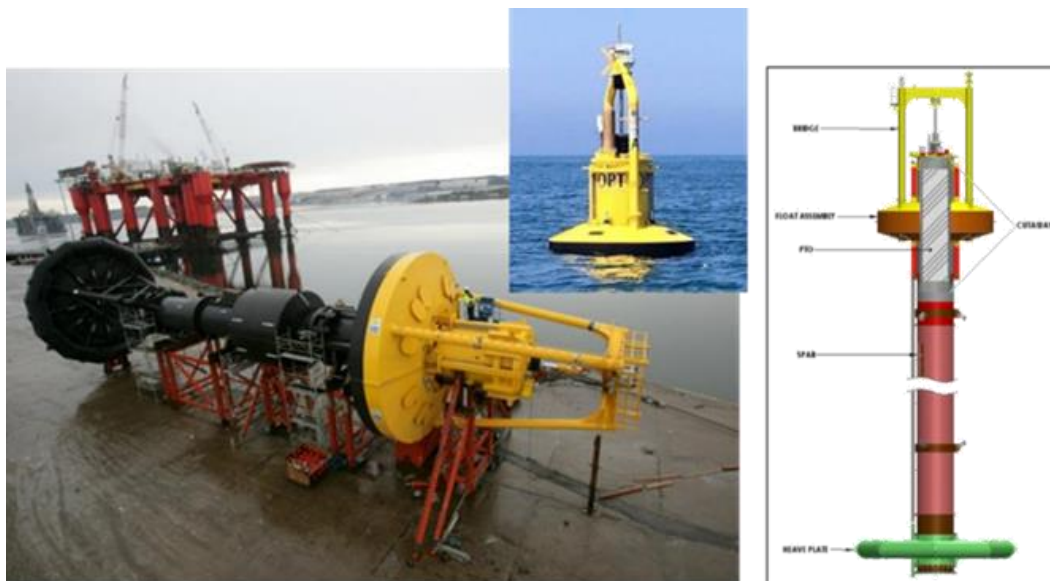 OPT
BRIDGE
FLOAT ASSEMBLY
PTO
SPAR
HEAVE PLATE